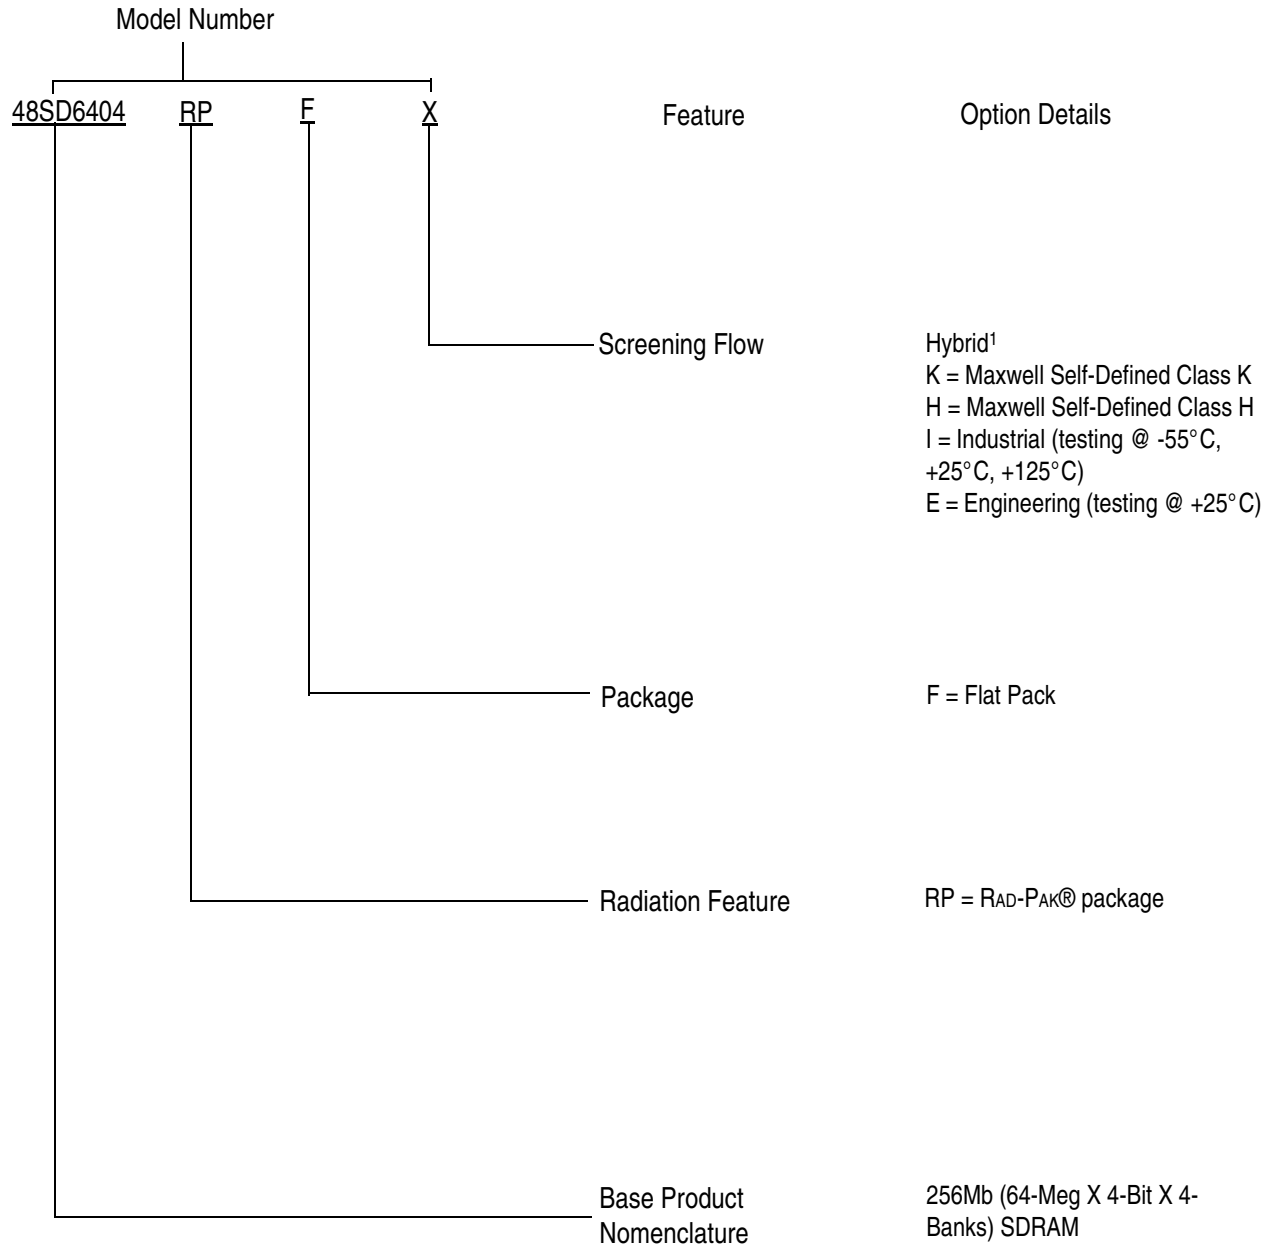 Model Number
48SD6404 RP F X Feature Option Details
Screening Flow
Hybrid¹
K = Maxwell Self-Defined Class K
H = Maxwell Self-Defined Class H
I = Industrial (testing @ -55°C,
+25°C, +125°C)
E = Engineering (testing @ +25°C)
Package
F = Flat Pack
Radiation Feature
RP = RAD-PAK® package
Base Product
Nomenclature
256Mb (64-Meg X 4-Bit X 4-
Banks) SDRAM